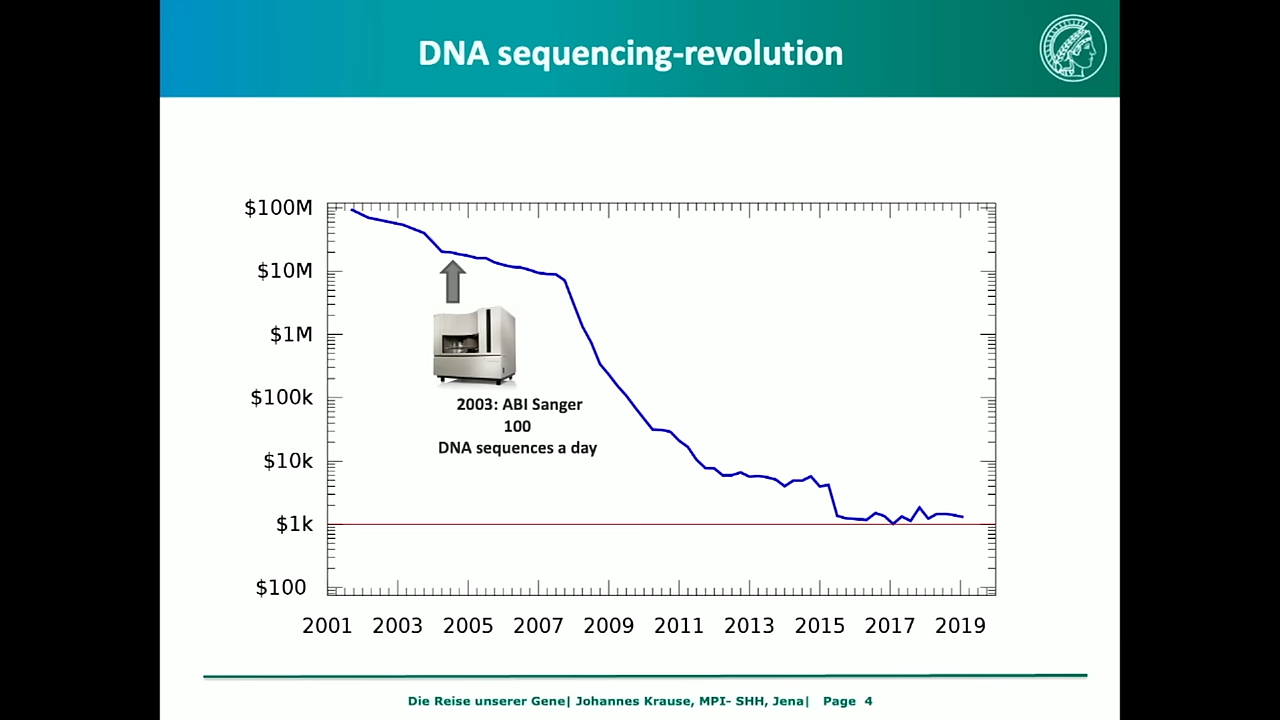 DNA sequencing-revolution
$100M
$10M
$1M
$100k
$10k
$1k
$100
2003: ABI Sanger
100
DNA sequences a day
2001 2003 2005 2007 2009 2011 2013 2015 2017 2019
Die Reise unserer Gene| Johannes Krause, MPI- SHH, Jena| Page 4